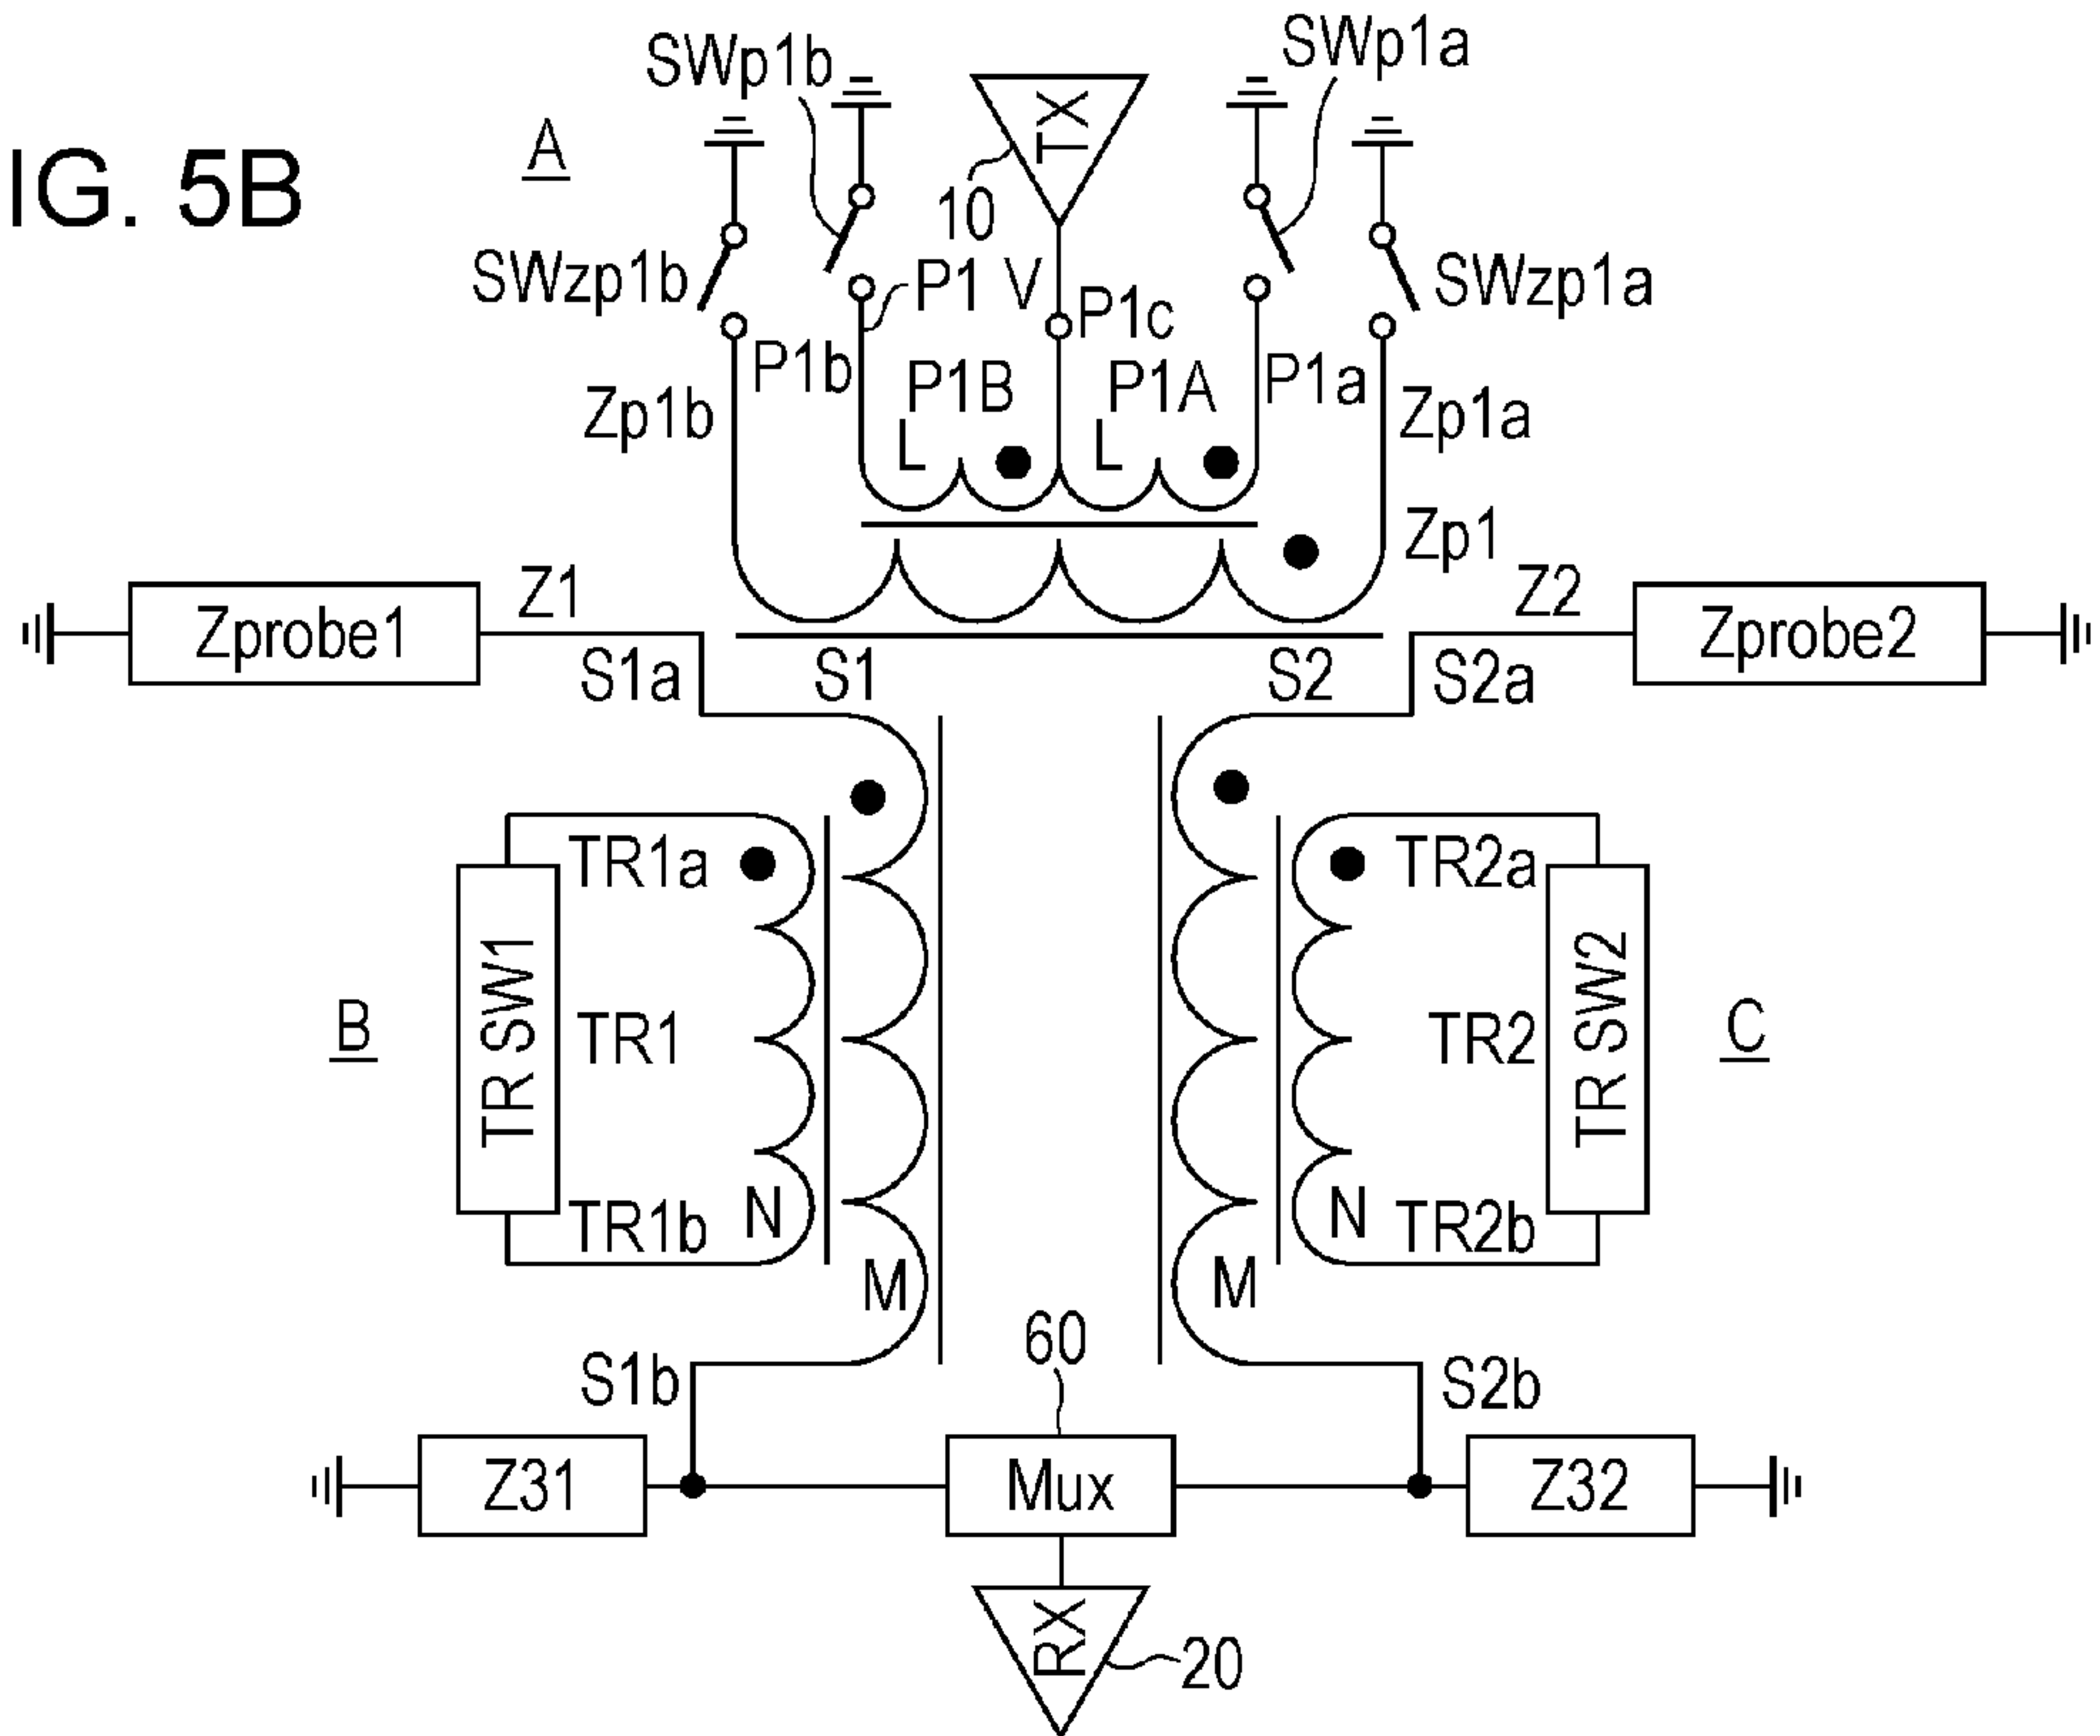 IG. 5B
A
SWp1b
SWp1a
TX
10
SWzp1b
P1
V
P1c
SWzp1a
P1b
P1B
P1A
P1a
Zp1b
L
L
Zp1a
Zp1
Z1
Z2
Zprobe1
Zprobe2
S1a
S1
S2
S2a
TR1a
TR2a
TR SW1
TR1
TR2
TR SW2
B
C
TR1b
N
N
TR2b
M
M
60
S1b
S2b
Z31
Mux
Z32
RX
20